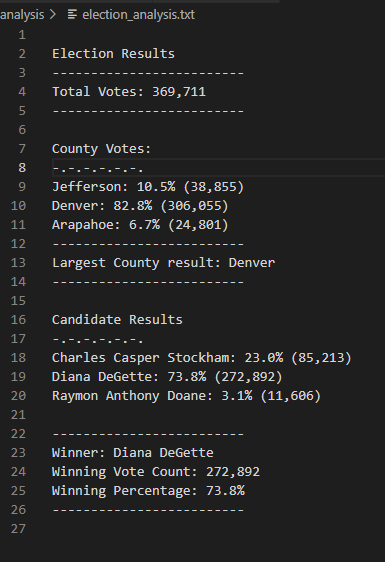 analysis > election_analysis.txt
1
2 Election Results
3 -------------------------
4 Total Votes: 369,711
5 -------------------------
6
7 County Votes:
8 -.-.-.-.-.-.
9 Jefferson: 10.5% (38,855)
10 Denver: 82.8% (306,055)
11 Arapahoe: 6.7% (24,801)
12 -------------------------
13 Largest County result: Denver
14 -------------------------
15
16 Candidate Results
17 -.-.-.-.-.-.
18 Charles Casper Stockham: 23.0% (85,213)
19 Diana DeGette: 73.8% (272,892)
20 Raymon Anthony Doane: 3.1% (11,606)
21
22 -------------------------
23 Winner: Diana DeGette
24 Winning Vote Count: 272,892
25 Winning Percentage: 73.8%
26 -------------------------
27